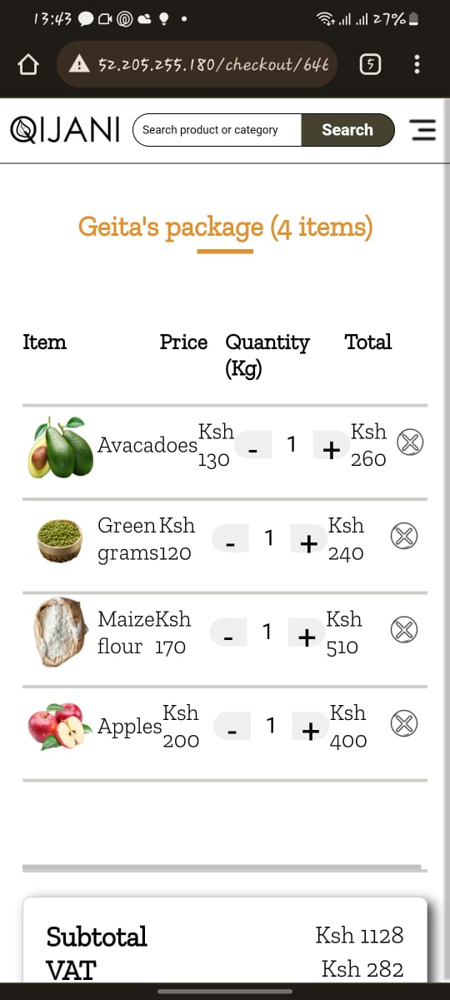 13:43 27%
52.205.255.180/checkout/646 5
QIJANI Search product or category Search
Geita's package (4 items)
Item Price Quantity Total
(Kg)
Avacadoes Ksh 130 - 1 + Ksh 260
Green grams Ksh 120 - 1 + Ksh 240
Maize flour Ksh 170 - 1 + Ksh 510
Apples Ksh 200 - 1 + Ksh 400
Subtotal Ksh 1128
VAT Ksh 282